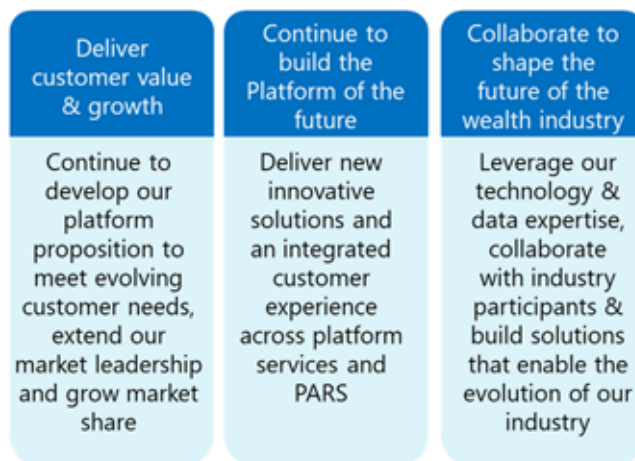 Deliver
customer value
& growth
Continue to
develop our
platform
proposition to
meet evolving
customer needs,
extend our
market leadership
and grow market
share
Continue to
build the
Platform of the
future
Deliver new
innovative
solutions and
an integrated
customer
experience
across platform
services and
PARS
Collaborate to
shape the
future of the
wealth industry
Leverage our
technology &
data expertise,
collaborate
with industry
participants &
build solutions
that enable the
evolution of our
industry